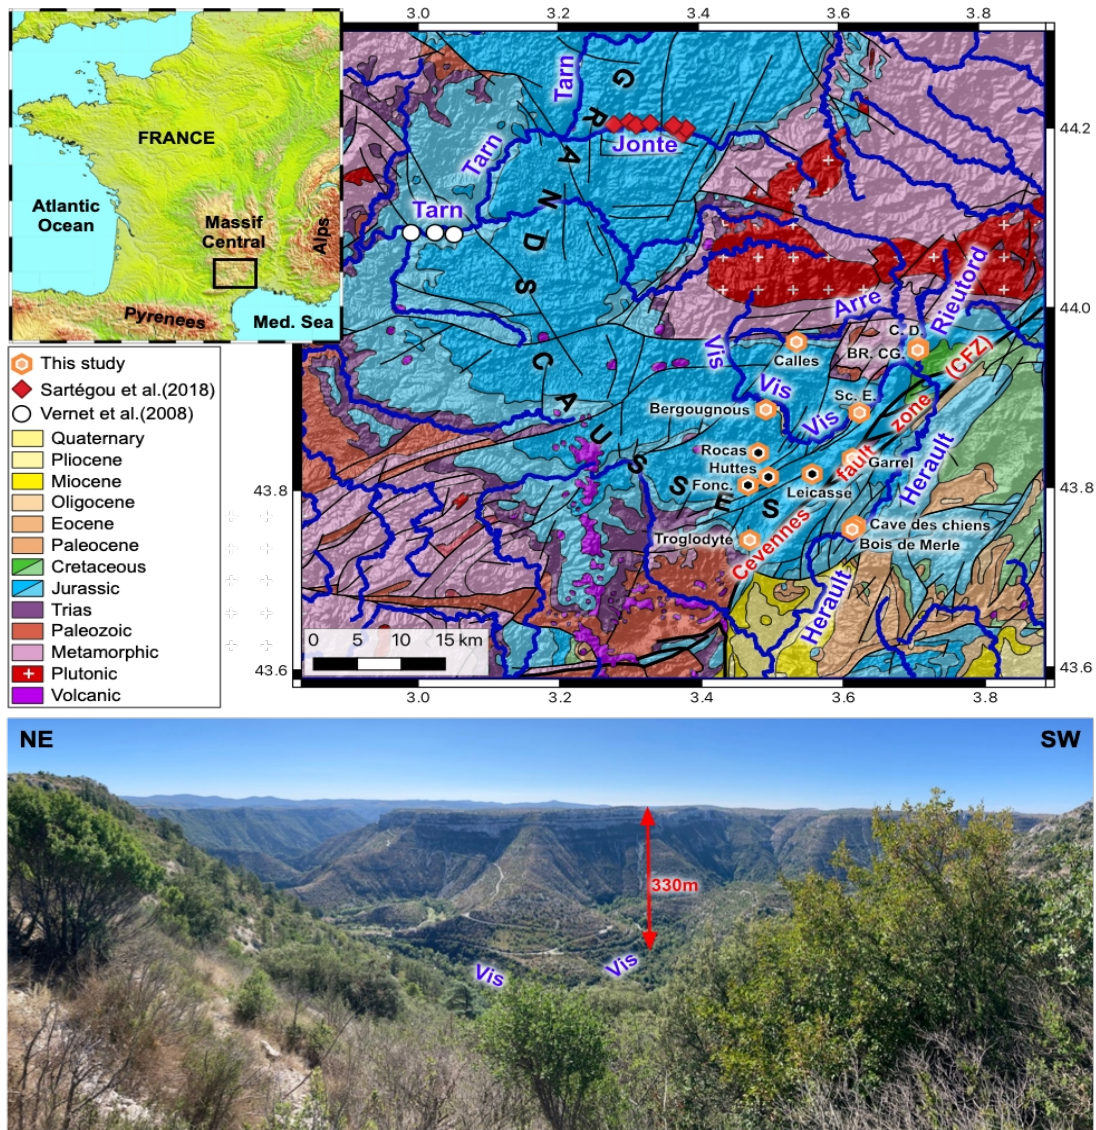 3.0
3.2
3.4
3.6
3.8
FRANCE
Atlantic
Ocean
Massif
Central
Alps
Pyrenees
Med. Sea
Tarn
Tarn
Tarn
Jonte
GRANDS
CAUSSES
44.2
44.0
43.8
43.6
43.8
43.6
Arre
Rieutord
Vis
Vis
Vis
C. D.
BR. CG.
Calles
Sc. E.
Bergougnous
Rocas
Huttes
Fonc.
Leicasse
Garrel
Troglodyte
Cave des chiens
Bois de Merle
Cevennes
fault
zone
(CFZ)
Herault
Herault
This study
Sartégou et al.(2018)
Vernet et al.(2008)
Quaternary
Pliocene
Miocene
Oligocene
Eocene
Paleocene
Cretaceous
Jurassic
Trias
Paleozoic
Metamorphic
Plutonic
Volcanic
0 5 10 15 km
3.0
3.2
3.4
3.6
3.8
NE
SW
330m
Vis
Vis